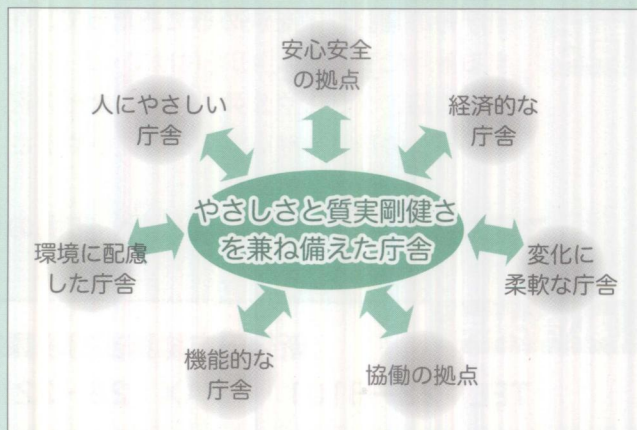 安心安全
の拠点
人にやさしい
庁舎
経済的な
庁舎
やさしさと質実剛健さ
を兼ね備えた庁舎
環境に配慮
した庁舎
変化に
柔軟な庁舎
機能的な
庁舎
協働の拠点